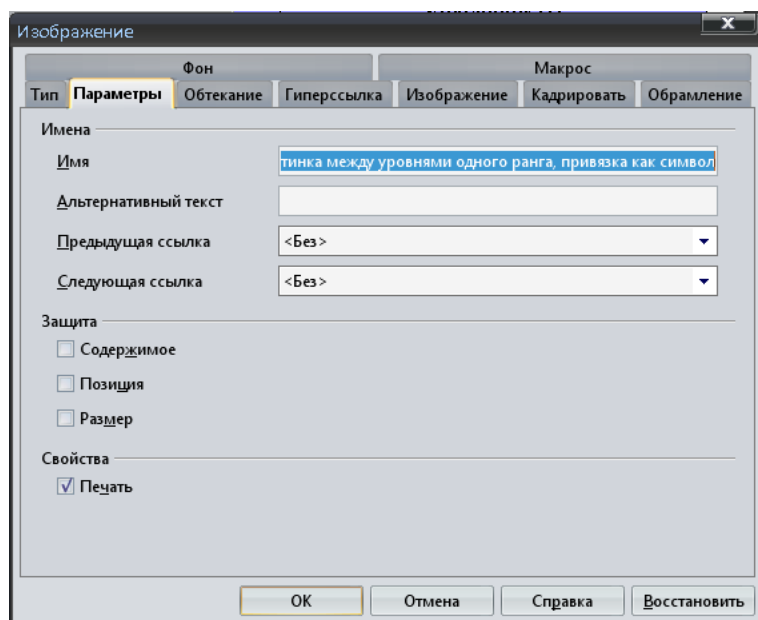 Изображение
Фон Макрос
Тип Параметры Обтекание Гиперссылка Изображение Кадрировать Обрамление
Имена
Имя тинка между уровнями одного ранга, привязка как символ
Альтернативный текст
Предыдущая ссылка <Без>
Следующая ссылка <Без>
Защита
Содержимое
Позиция
Размер
Свойства
Печать
OK Отмена Справка Восстановить